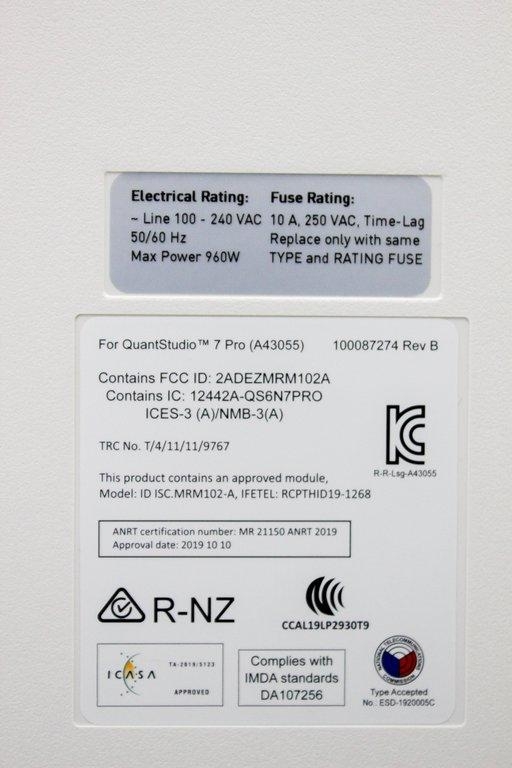 Electrical Rating:
~ Line 100 - 240 VAC
50/60 Hz
Max Power 960W
Fuse Rating:
10 A, 250 VAC, Time-Lag
Replace only with same
TYPE and RATING FUSE
For QuantStudio™ 7 Pro (A43055)
100087274 Rev B
Contains FCC ID: 2ADEZMRM102A
Contains IC: 12442A-QS6N7PRO
ICES-3 (A)/NMB-3(A)
TRC No. T/4/11/11/9767
R-R-Lsg-A43055
This product contains an approved module,
Model: ID ISC.MRM102-A, IFETEL: RCPTHID19-1268
ANRT certification number: MR 21150 ANRT 2019
Approval date: 2019 10 10
R-NZ
CCAL19LP2930T9
ICASA
TA-2019/5123
APPROVED
Complies with
IMDA standards
DA107256
NATIONAL TELECOMMUNICATIONS
COMMISSION
Type Accepted
No.: ESD-1920005C